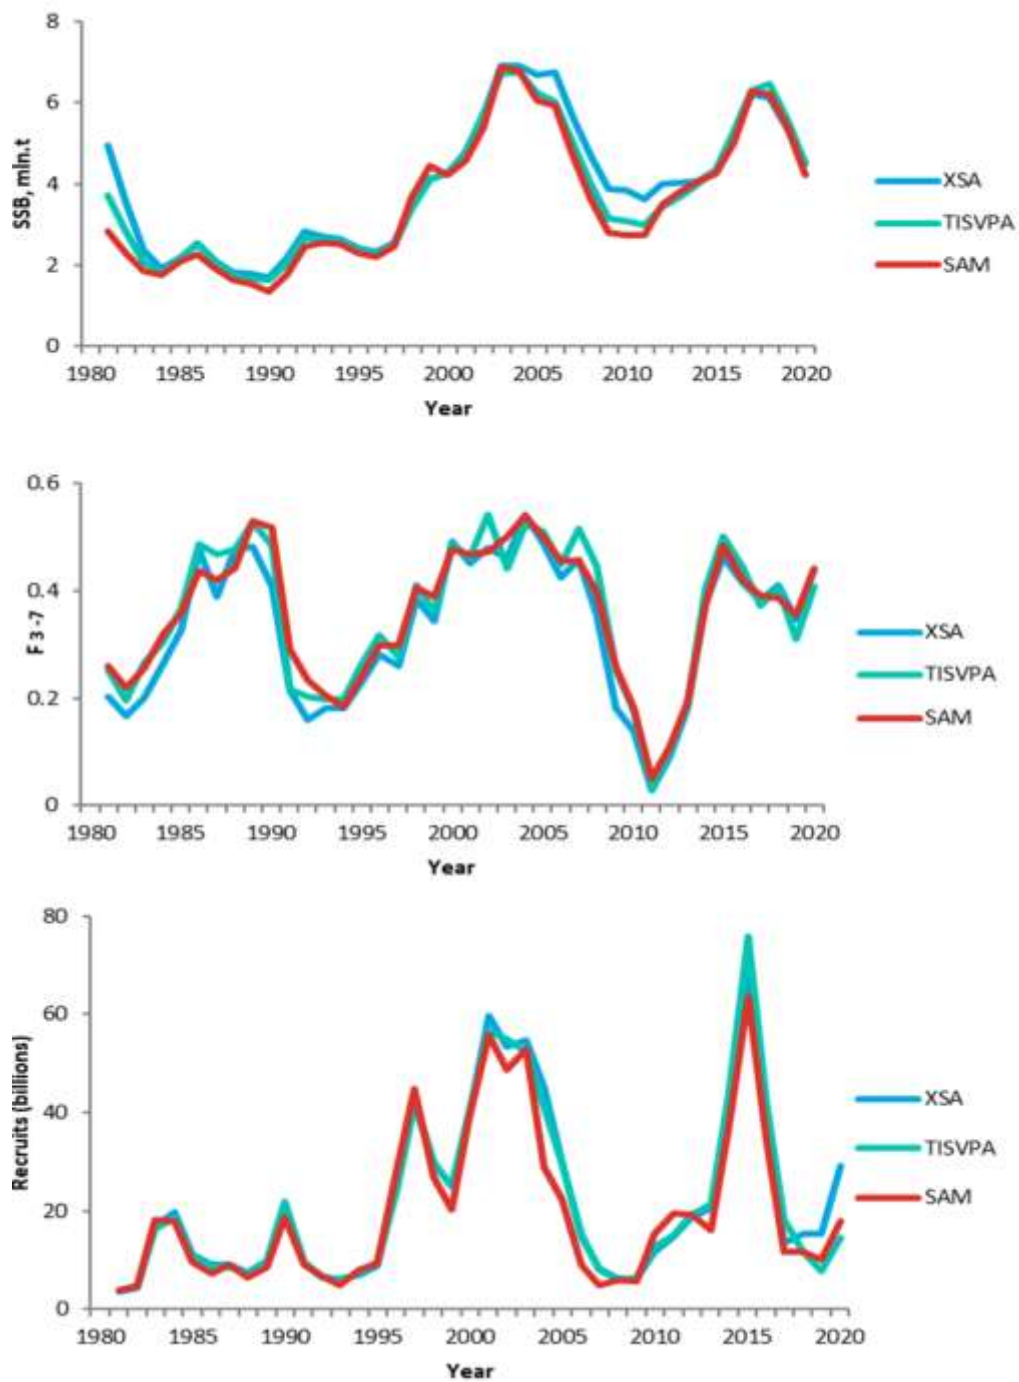 8
6
4
2
0
SSB, mln.t
1980 1985 1990 1995 2000 2005 2010 2015 2020
Year
XSA
TISVPA
SAM
0.6
0.4
0.2
0
F 3 -7
1980 1985 1990 1995 2000 2005 2010 2015 2020
Year
XSA
TISVPA
SAM
80
60
40
20
0
Recruits (billions)
1980 1985 1990 1995 2000 2005 2010 2015 2020
Year
XSA
TISVPA
SAM